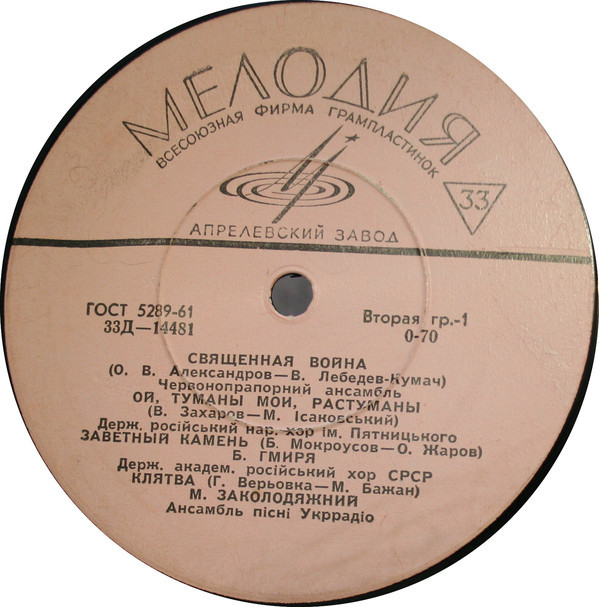 МЕЛОДИЯ
ВСЕСОЮЗНАЯ ФИРМА ГРАМПЛАСТИНОК
33
АПРЕЛЕВСКИЙ ЗАВОД
ГОСТ 5289-61
33Д—14481
Вторая гр.-1
0-70
СВЯЩЕННАЯ ВОЙНА
(О. В. Александров—В. Лебедев-Кумач)
Червонопрапорний ансамбль
ОЙ, ТУМАНЫ МОИ, РАСТУМАНЫ
(В. Захаров—М. Ісаковський)
Держ. російський нар. хор ім. Пятницького
ЗАВЕТНЫЙ КАМЕНЬ (Б. Мокроусов—О. Жаров)
Б. ГМИРЯ
Держ. академ. російський хор СРСР
КЛЯТВА (Г. Верьовка—М. Бажан)
М. ЗАКОЛОДЯЖНИЙ
Ансамбль пісні Укррадіо